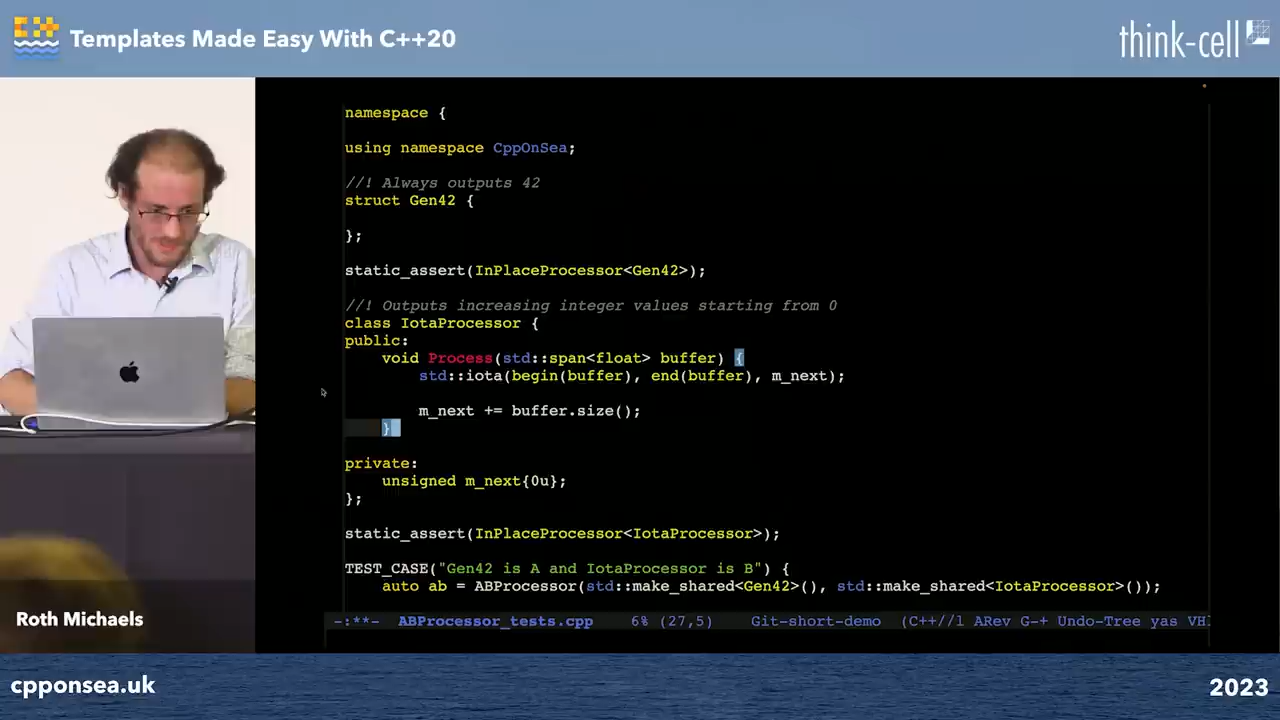 Templates Made Easy With C++20
think-cell
namespace {
using namespace CppOnSea;
//! Always outputs 42
struct Gen42 {
};
static_assert(InPlaceProcessor<Gen42>);
//! Outputs increasing integer values starting from 0
class IotaProcessor {
public:
    void Process(std::span<float> buffer) {
        std::iota(begin(buffer), end(buffer), m_next);
        m_next += buffer.size();
    }
private:
    unsigned m_next{0u};
};
static_assert(InPlaceProcessor<IotaProcessor>);
TEST_CASE("Gen42 is A and IotaProcessor is B") {
    auto ab = ABProcessor(std::make_shared<Gen42>(), std::make_shared<IotaProcessor>());
-:**-  ABProcessor_tests.cpp    6% (27,5)    Git-short-demo  (C++//l ARev G-+ Undo-Tree yas VH
Roth Michaels
cpponsea.uk
2023